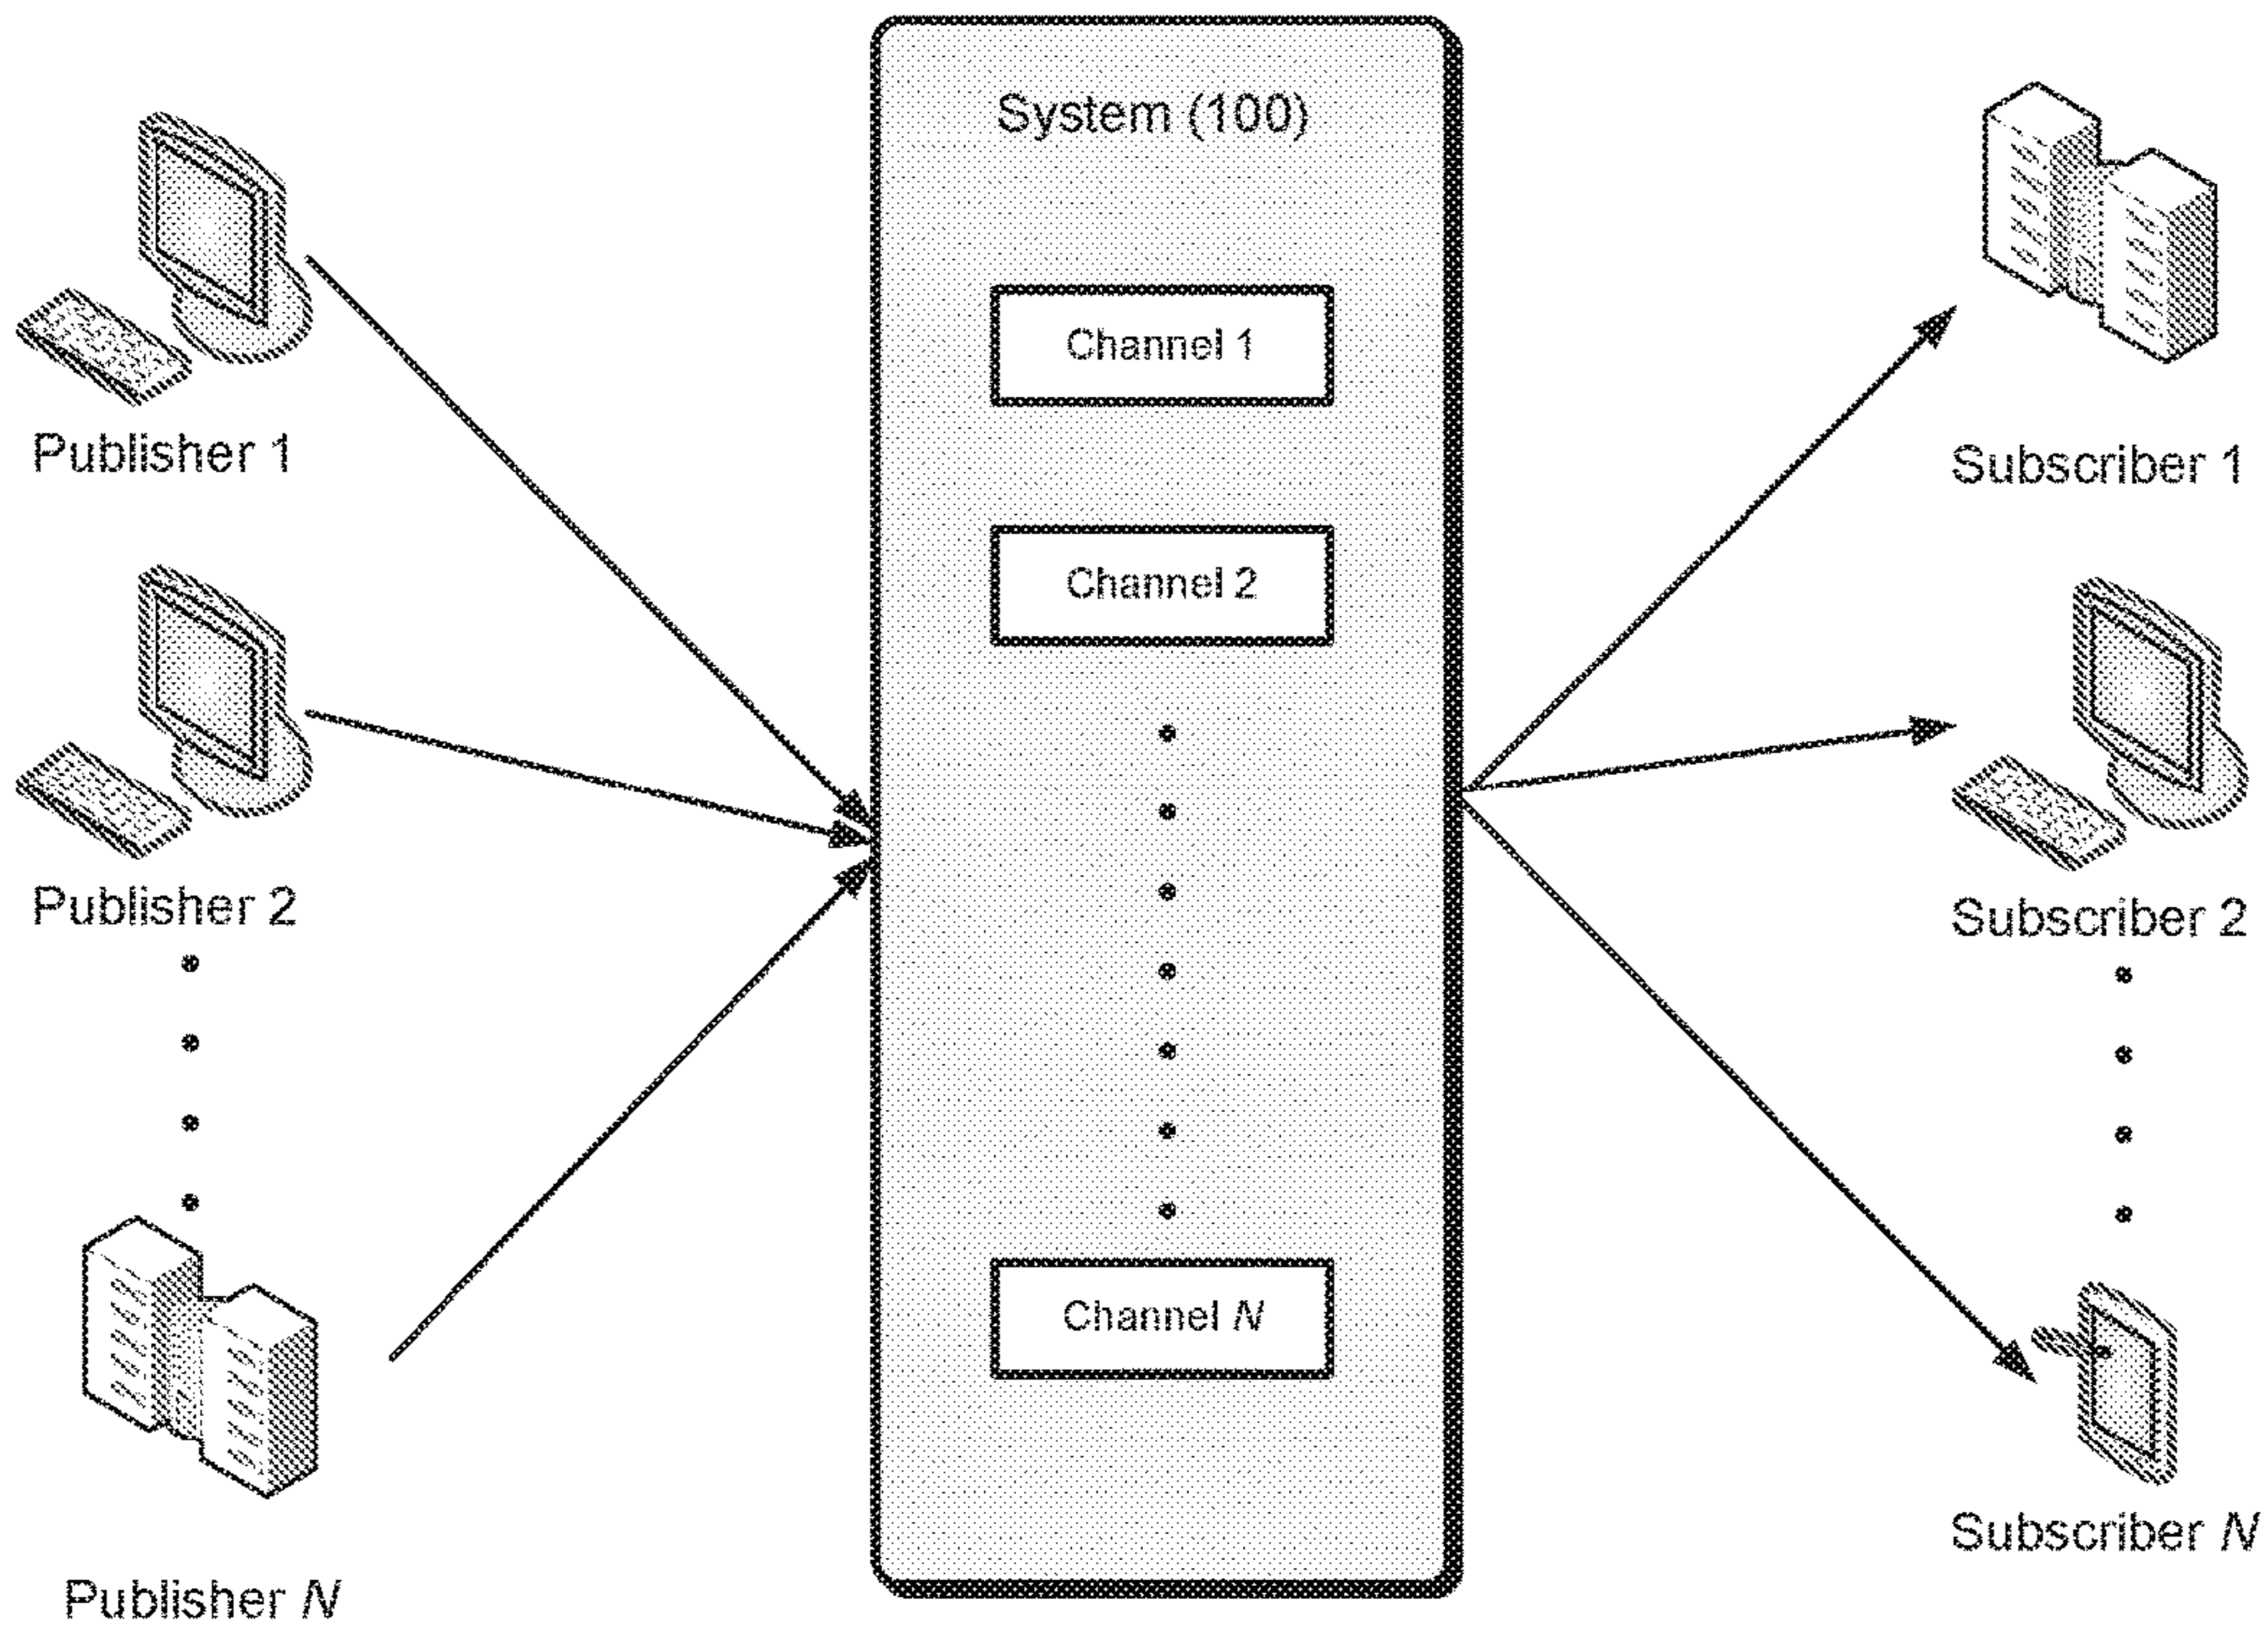 System (100)
Channel 1
Channel 2
Channel N
Publisher 1
Publisher 2
Publisher N
Subscriber 1
Subscriber 2
Subscriber N